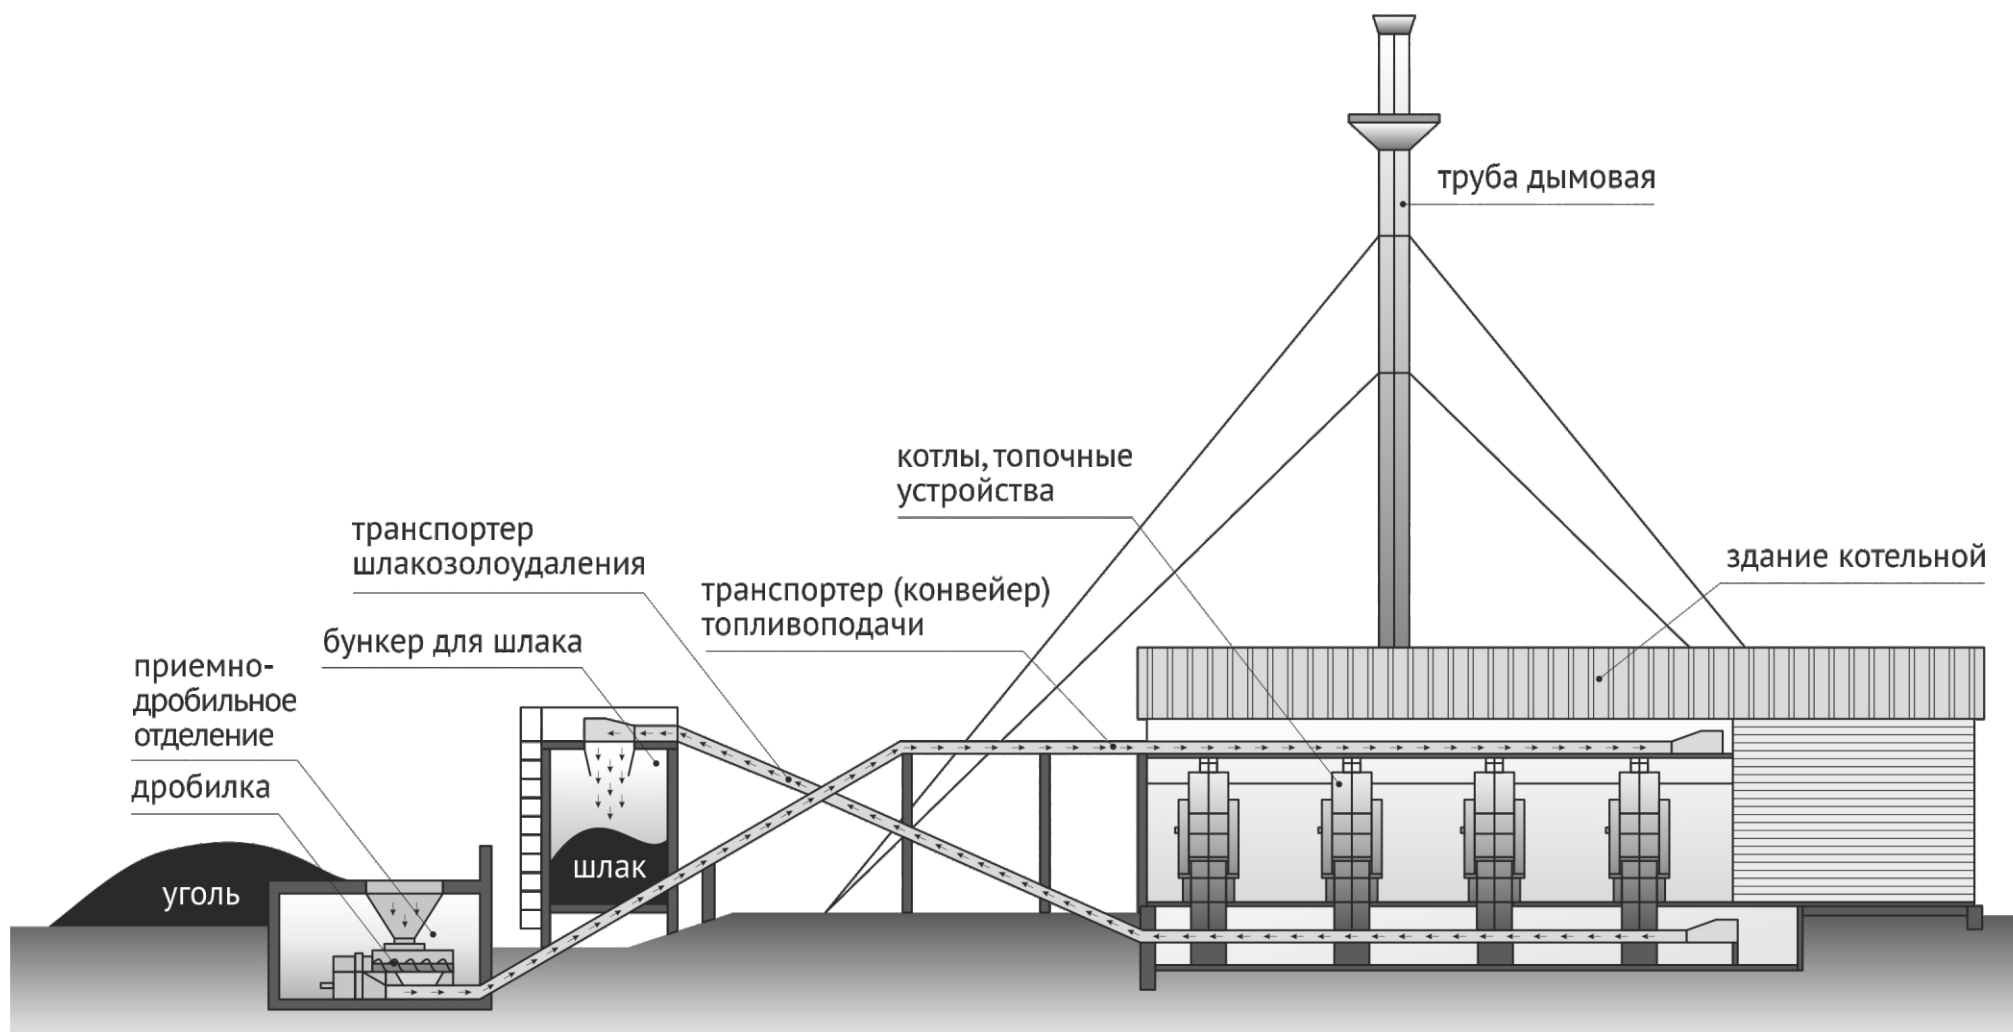 труба дымовая
котлы, топочные
устройства
транспортер
шлакозолоудаления
здание котельной
транспортер (конвейер)
топливоподачи
бункер для шлака
приемно-
дробильное
отделение
дробилка
шлак
уголь